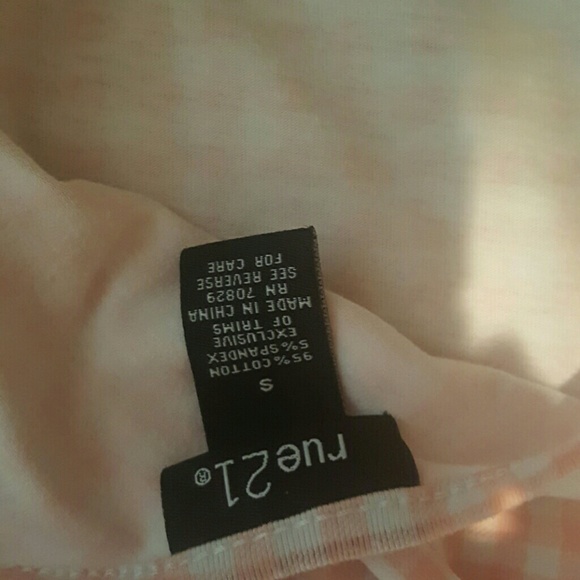 rue21®
S
95% COTTON
5% SPANDEX
EXCLUSIVE
OF TRIMS
MADE IN CHINA
RN 70829
SEE REVERSE
FOR CARE